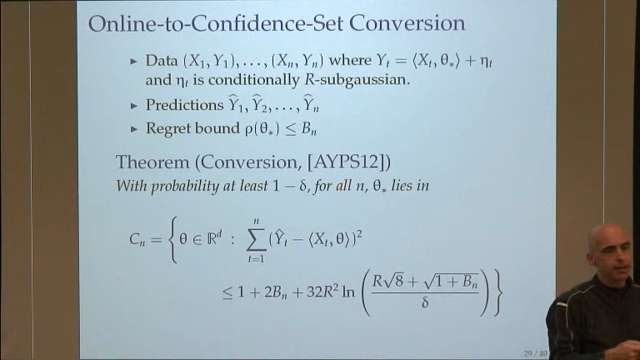 Online-to-Confidence-Set Conversion
▸ Data (X₁, Y₁), …, (Xₙ, Yₙ) where Yₜ = ⟨Xₜ, θ∗⟩ + ηₜ
and ηₜ is conditionally R-subgaussian.
▸ Predictions Ŷ₁, Ŷ₂, …, Ŷₙ
▸ Regret bound ρ(θ∗) ≤ Bₙ
Theorem (Conversion, [AYPS12])
With probability at least 1 − δ, for all n, θ∗ lies in
Cₙ = { θ ∈ ℝᵈ : ∑ₜ₌₁ⁿ (Ŷₜ − ⟨Xₜ, θ⟩)²
≤ 1 + 2Bₙ + 32R² ln ( (R√8 + √(1 + Bₙ)) / δ ) }
29 / 40